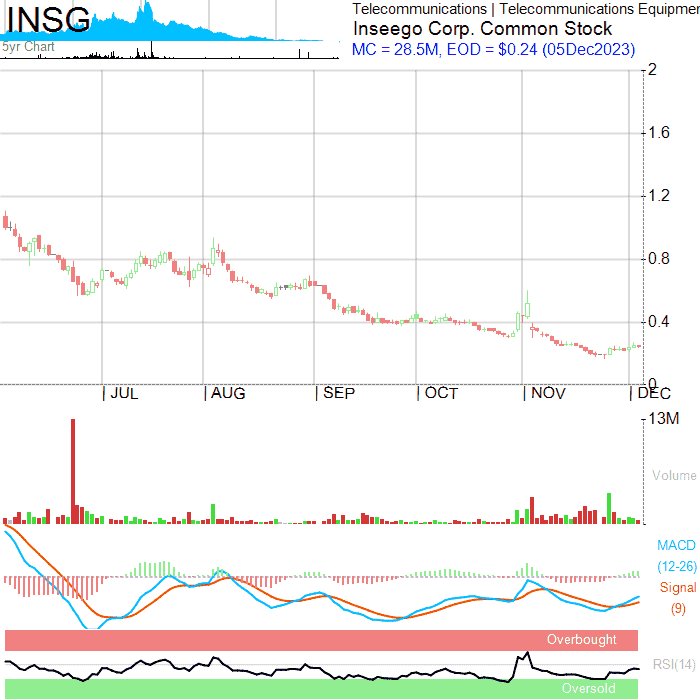 INSG
5yr Chart
Telecommunications | Telecommunications Equipmen
Inseego Corp. Common Stock
MC = 28.5M, EOD = $0.24 (05Dec2023)
2
1.6
1.2
0.8
0.4
0
| JUL | AUG | SEP | OCT | NOV | DEC
13M
Volume
MACD
(12-26)
Signal
(9)
Overbought
RSI(14)
Oversold